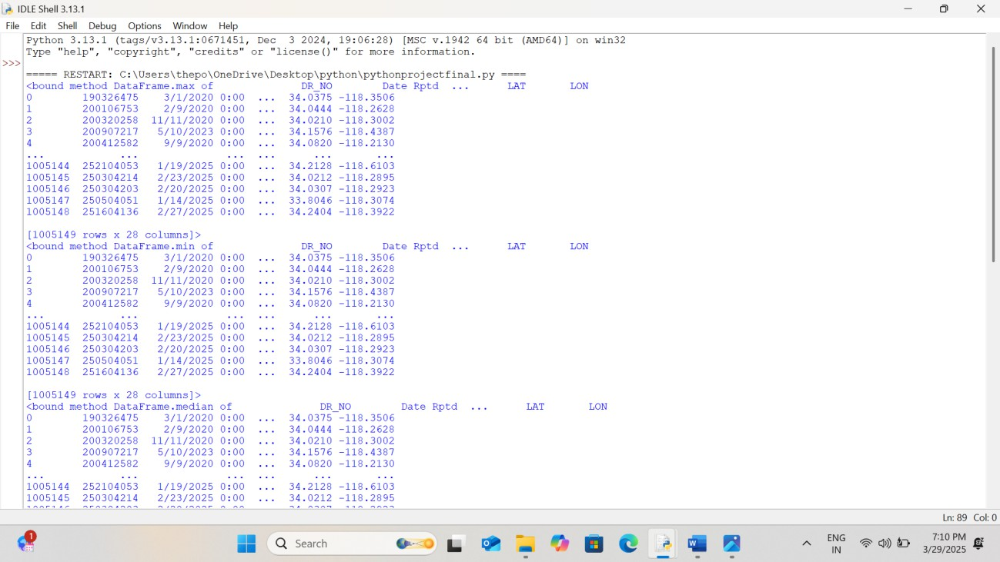 IDLE Shell 3.13.1
File Edit Shell Debug Options Window Help
Python 3.13.1 (tags/v3.13.1:0671451, Dec  3 2024, 19:06:28) [MSC v.1942 64 bit (AMD64)] on win32
Type "help", "copyright", "credits" or "license()" for more information.
>>>
===== RESTART: C:\Users\thepo\OneDrive\Desktop\python\pythonprojectfinal.py ====
<bound method DataFrame.max of              DR_NO        Date Rptd  ...      LAT       LON
0        190326475    3/1/2020 0:00  ...  34.0375 -118.3506
1        200106753    2/9/2020 0:00  ...  34.0444 -118.2628
2        200320258  11/11/2020 0:00  ...  34.0210 -118.3002
3        200907217   5/10/2023 0:00  ...  34.1576 -118.4387
4        200412582    9/9/2020 0:00  ...  34.0820 -118.2130
...            ...              ...  ...      ...       ...
1005144  252104053   1/19/2025 0:00  ...  34.2128 -118.6103
1005145  250304214   2/23/2025 0:00  ...  34.0212 -118.2895
1005146  250304203   2/20/2025 0:00  ...  34.0307 -118.2923
1005147  250504051   1/14/2025 0:00  ...  33.8046 -118.3074
1005148  251604136   2/27/2025 0:00  ...  34.2404 -118.3922
[1005149 rows x 28 columns]>
<bound method DataFrame.min of              DR_NO        Date Rptd  ...      LAT       LON
0        190326475    3/1/2020 0:00  ...  34.0375 -118.3506
1        200106753    2/9/2020 0:00  ...  34.0444 -118.2628
2        200320258  11/11/2020 0:00  ...  34.0210 -118.3002
3        200907217   5/10/2023 0:00  ...  34.1576 -118.4387
4        200412582    9/9/2020 0:00  ...  34.0820 -118.2130
...            ...              ...  ...      ...       ...
1005144  252104053   1/19/2025 0:00  ...  34.2128 -118.6103
1005145  250304214   2/23/2025 0:00  ...  34.0212 -118.2895
1005146  250304203   2/20/2025 0:00  ...  34.0307 -118.2923
1005147  250504051   1/14/2025 0:00  ...  33.8046 -118.3074
1005148  251604136   2/27/2025 0:00  ...  34.2404 -118.3922
[1005149 rows x 28 columns]>
<bound method DataFrame.median of              DR_NO        Date Rptd  ...      LAT       LON
0        190326475    3/1/2020 0:00  ...  34.0375 -118.3506
1        200106753    2/9/2020 0:00  ...  34.0444 -118.2628
2        200320258  11/11/2020 0:00  ...  34.0210 -118.3002
3        200907217   5/10/2023 0:00  ...  34.1576 -118.4387
4        200412582    9/9/2020 0:00  ...  34.0820 -118.2130
...            ...              ...  ...      ...       ...
1005144  252104053   1/19/2025 0:00  ...  34.2128 -118.6103
1005145  250304214   2/23/2025 0:00  ...  34.0212 -118.2895
Ln: 89 Col: 0
1
Search
ENG
IN
7:10 PM
3/29/2025